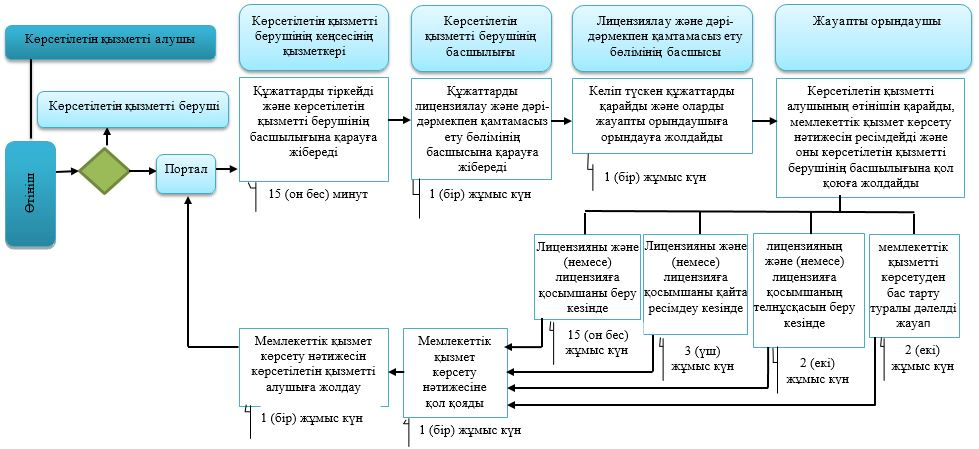 Көрсетілетін қызметті алушы
Көрсетілетін қызметті
берушінің кеңсесінің
қызметкері
Көрсетілетін
қызметті берушінің
басшылығы
Лицензиялау және дәрі-
дәрмекпен қамтамасыз ету
бөлімінің басшысы
Жауапты орындаушы
Көрсетілетін қызметті беруші
Өтініш
Портал
Құжаттарды тіркейді
және көрсетілетін
қызметті берушінің
басшылығына қарауға
жібереді
15 (он бес) минут
Құжаттарды
лицензиялау және дәрі-
дәрмекпен қамтамасыз
ету бөлімінің
басшысына қарауға
жібереді
1 (бір) жұмыс күн
Келіп түскен құжаттарды
қарайды және оларды
жауапты орындаушыға
орындауға жолдайды
1 (бір) жұмыс күн
Көрсетілетін қызметті
алушының өтінішін қарайды,
мемлекеттік қызмет көрсету
нәтижесін ресімдейді және
оны көрсетілетін қызметті
берушінің басшылығына қол
қоюға жолдайды
Лицензияны және
(немесе)
лицензияға
қосымшаны беру
кезінде
15 (он бес)
жұмыс күн
Лицензияны және
(немесе)
лицензияға
қосымшаны қайта
ресімдеу кезінде
3 (үш)
жұмыс күн
лицензияның
және (немесе)
лицензияға
қосымшаның
телнұсқасын беру
кезінде
2 (екі)
жұмыс күн
мемлекеттік
қызметті
көрсетуден
бас тарту
туралы дәлелді
жауап
2 (екі)
жұмыс күн
Мемлекеттік қызмет
көрсету нәтижесін
көрсетілетін қызметті
алушыға жолдау
1 (бір) жұмыс күн
Мемлекеттік
қызмет
көрсету
нәтижесіне
қол қояды
1 (бір) жұмыс күн